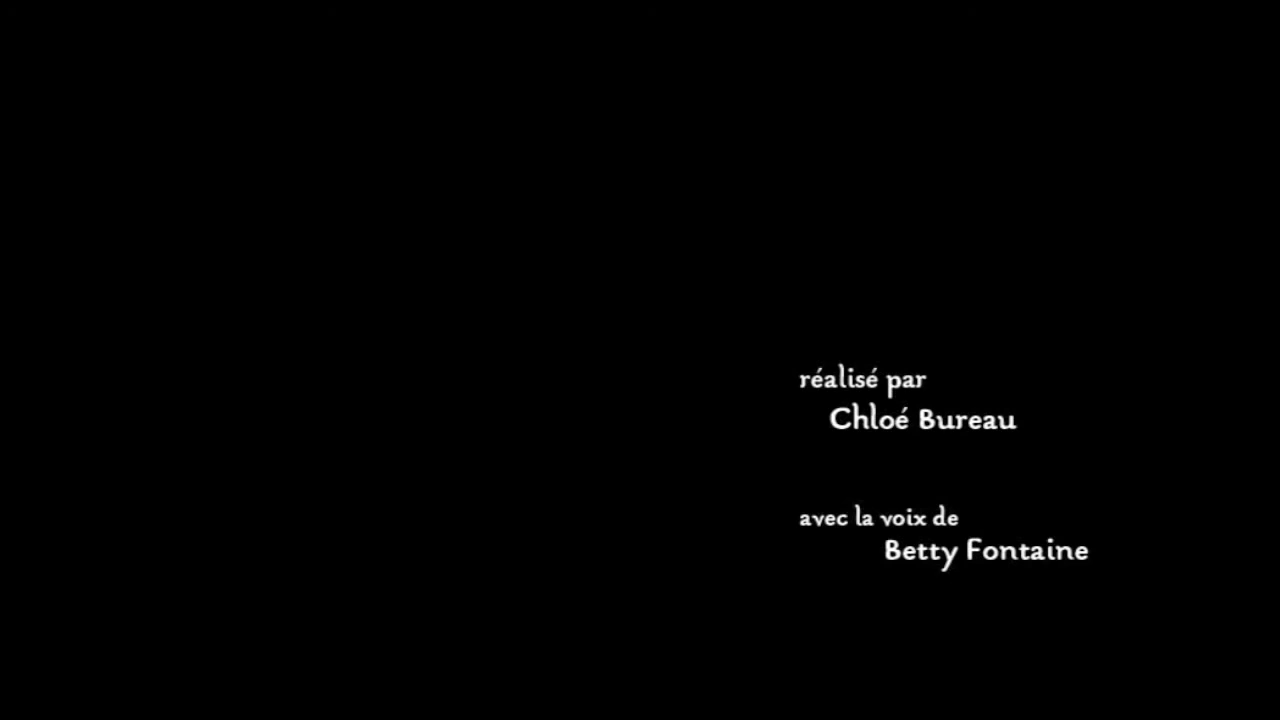 réalisé par
Chloé Bureau
avec la voix de
Betty Fontaine